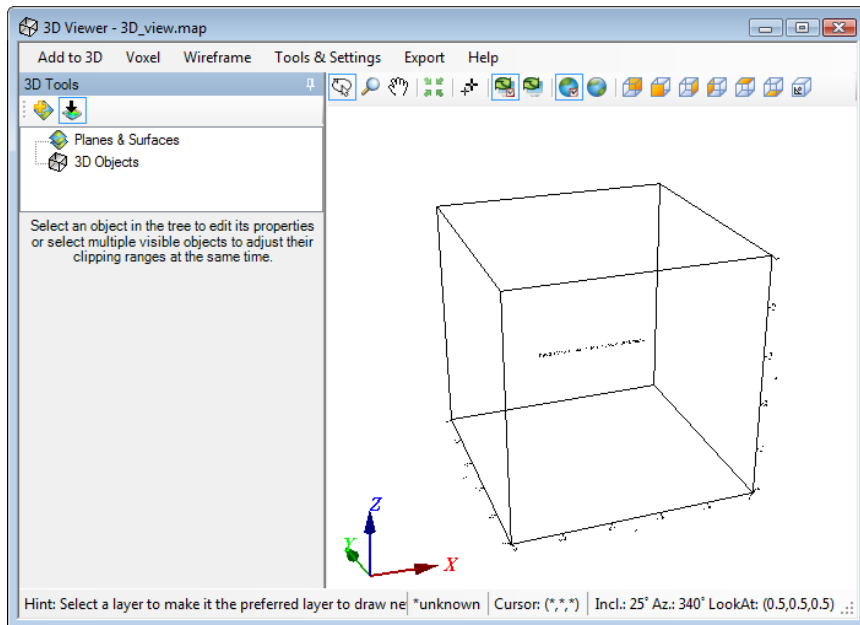 3D Viewer - 3D_view.map
Add to 3D Voxel Wireframe Tools & Settings Export Help
3D Tools
Planes & Surfaces
3D Objects
Select an object in the tree to edit its properties
or select multiple visible objects to adjust their
clipping ranges at the same time.
Z
Y
X
Hint: Select a layer to make it the preferred layer to draw ne *unknown Cursor: (*,*,*) Incl.: 25° Az.: 340° LookAt: (0.5,0.5,0.5)